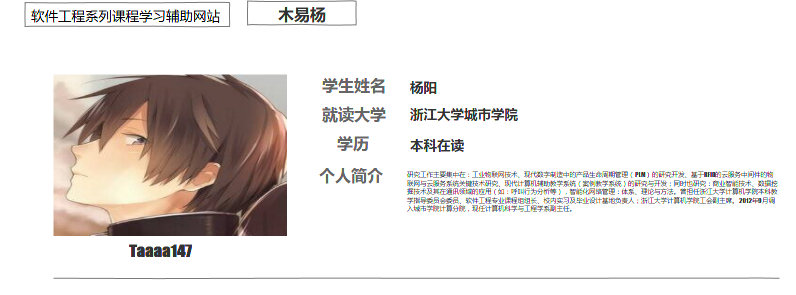 软件工程系列课程学习辅助网站
木易杨
学生姓名 杨阳
就读大学 浙江大学城市学院
学历 本科在读
个人简介
研究工作主要集中在：工业物联网技术、现代数字制造中的产品生命周期管理（PLM）的研究开发、基于RFID的云服务中间件的物
联网与云服务系统关键技术研究、现代计算机辅助教学系统（案例教学系统）的研究与开发；同时也研究：商业智能技术、数据挖
掘技术及其在通讯领域的应用（如：呼叫行为分析等），智能化网络管理：体系、理论与方法。曾担任浙江大学计算机学院本科教
学指导委员会委员、软件工程专业课程组组长、校内实习及毕业设计基地负责人；浙江大学计算机学院工会副主席。2012年9月调
入城市学院计算分院，现任计算机科学与工程学系副主任。
Taaaa147